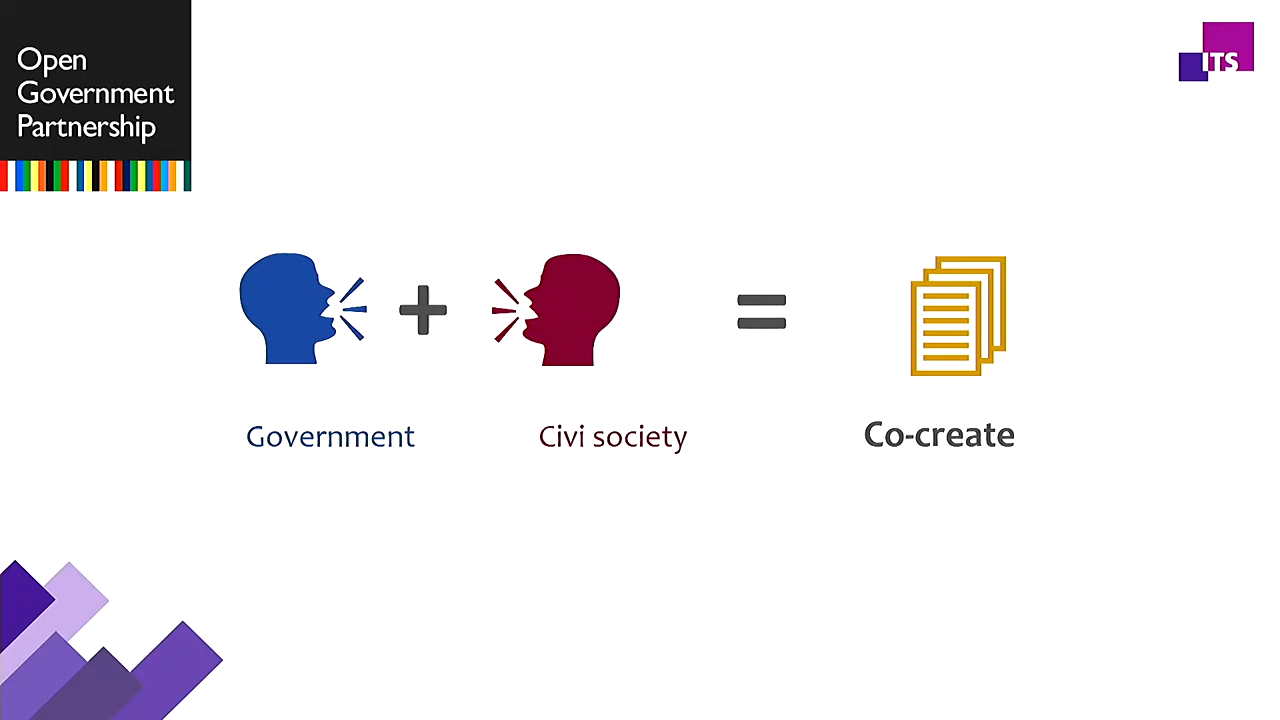 Open
Government
Partnership
ITS
Government
Civi society
Co-create